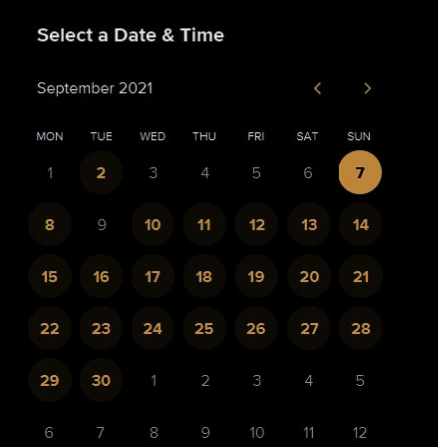 Select a Date & Time
September 2021 < >
MON TUE WED THU FRI SAT SUN
1 2 3 4 5 6 7
8 9 10 11 12 13 14
15 16 17 18 19 20 21
22 23 24 25 26 27 28
29 30 1 2 3 4 5
6 7 8 9 10 11 12